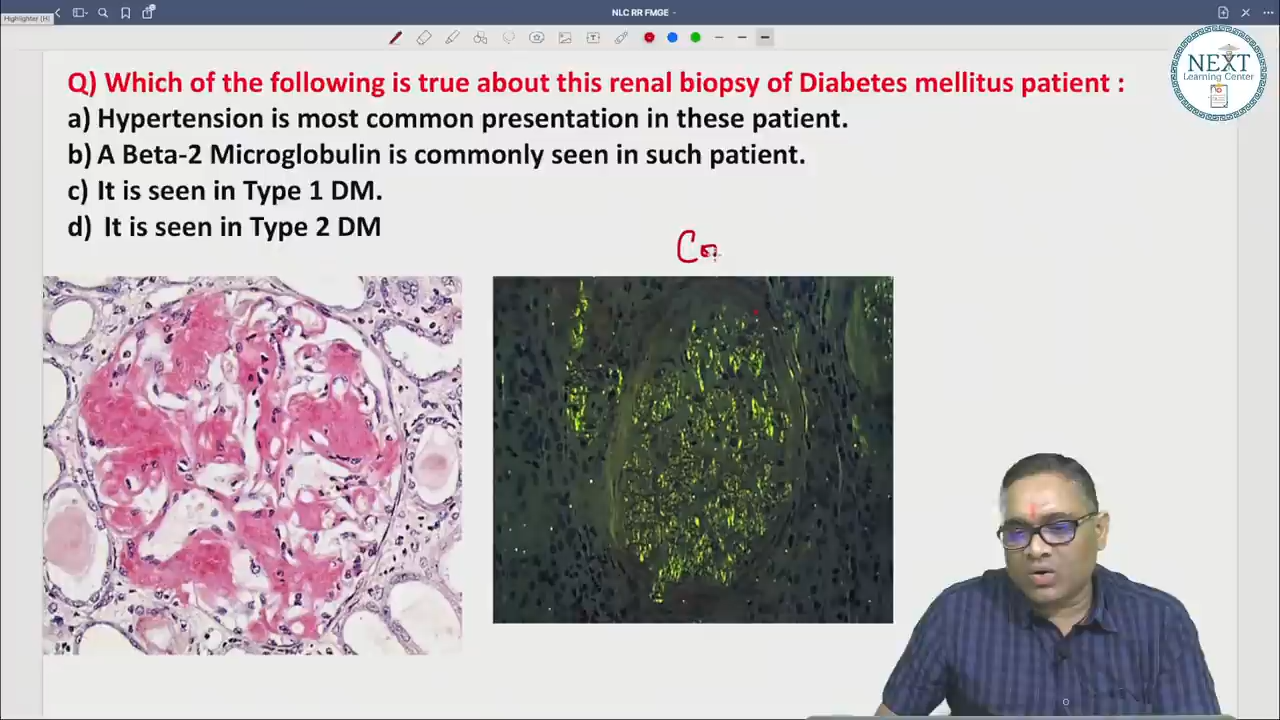 Highlighter (H)
NLC RR FMGE
NEXT
Learning Center
Q) Which of the following is true about this renal biopsy of Diabetes mellitus patient :
a) Hypertension is most common presentation in these patient.
b) A Beta-2 Microglobulin is commonly seen in such patient.
c) It is seen in Type 1 DM.
d) It is seen in Type 2 DM